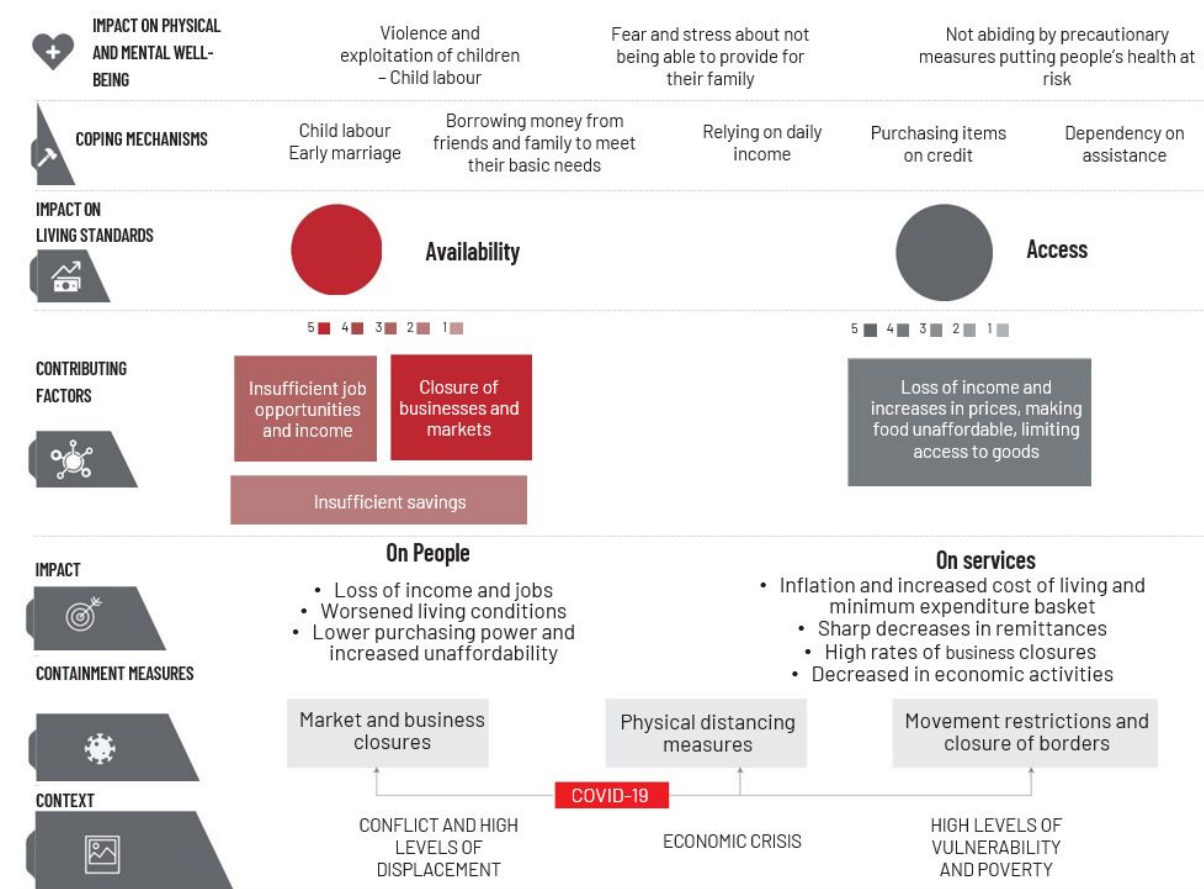 IMPACT ON PHYSICAL
AND MENTAL WELL-
BEING
Violence and
exploitation of children
– Child labour
Fear and stress about not
being able to provide for
their family
Not abiding by precautionary
measures putting people's health at
risk
COPING MECHANISMS
Child labour
Early marriage
Borrowing money from
friends and family to meet
their basic needs
Relying on daily
income
Purchasing items
on credit
Dependency on
assistance
IMPACT ON
LIVING STANDARDS
Availability
Access
5 4 3 2 1
5 4 3 2 1
CONTRIBUTING
FACTORS
Insufficient job
opportunities
and income
Closure of
businesses and
markets
Insufficient savings
Loss of income and
increases in prices, making
food unaffordable, limiting
access to goods
IMPACT
On People
• Loss of income and jobs
• Worsened living conditions
• Lower purchasing power and
increased unaffordability
On services
• Inflation and increased cost of living and
minimum expenditure basket
• Sharp decreases in remittances
• High rates of business closures
• Decreased in economic activities
CONTAINMENT MEASURES
Market and business
closures
Physical distancing
measures
Movement restrictions and
closure of borders
COVID-19
CONTEXT
CONFLICT AND HIGH
LEVELS OF
DISPLACEMENT
ECONOMIC CRISIS
HIGH LEVELS OF
VULNERABILITY
AND POVERTY